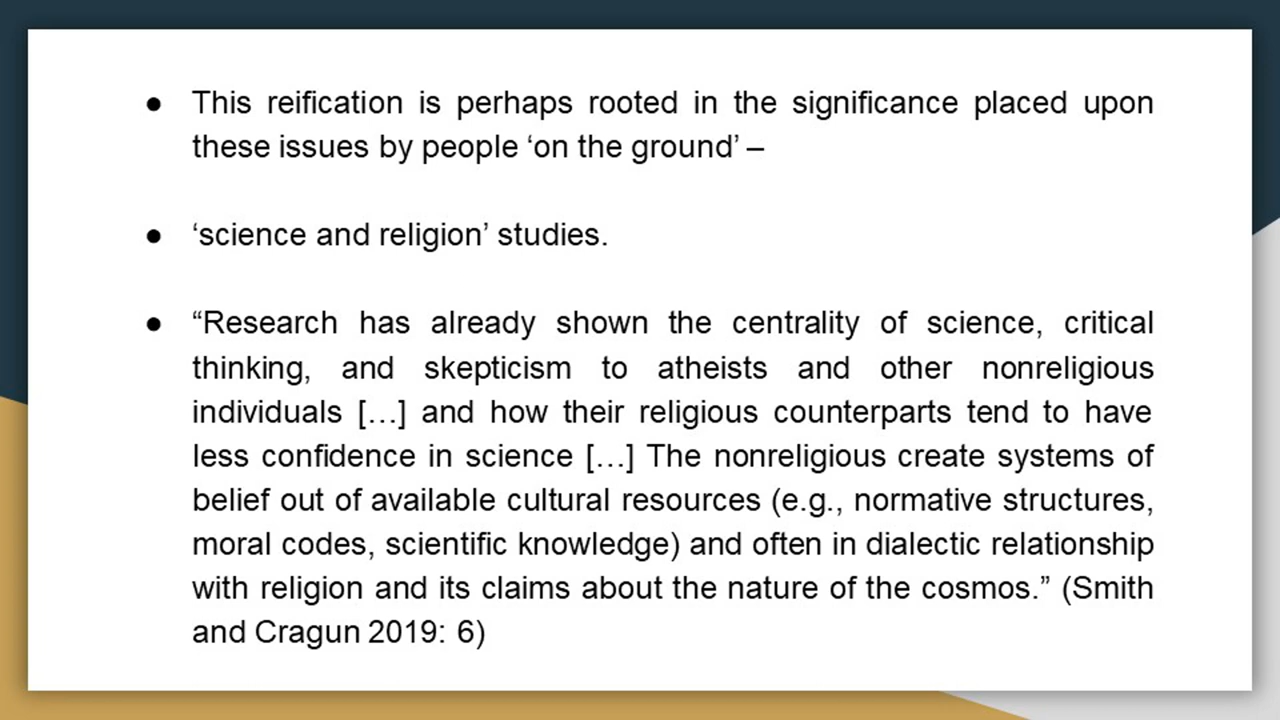 ● This reification is perhaps rooted in the significance placed upon
these issues by people ‘on the ground’ –
● ‘science and religion’ studies.
● “Research has already shown the centrality of science, critical
thinking, and skepticism to atheists and other nonreligious
individuals […] and how their religious counterparts tend to have
less confidence in science […] The nonreligious create systems of
belief out of available cultural resources (e.g., normative structures,
moral codes, scientific knowledge) and often in dialectic relationship
with religion and its claims about the nature of the cosmos.” (Smith
and Cragun 2019: 6)